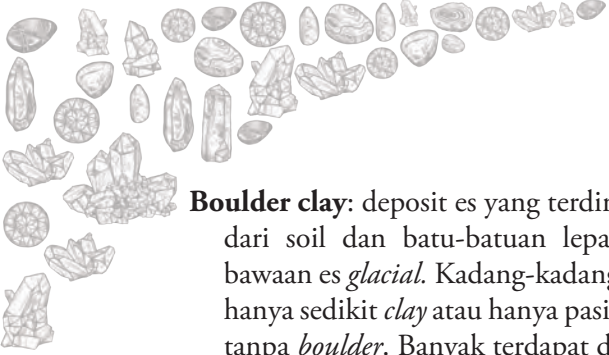 Boulder clay: deposit es yang terdir
dari soil dan batu-batuan lepa
bawaan es glacial. Kadang-kadang
hanya sedikit clay atau hanya pasi
tanpa boulder. Banyak terdapat d